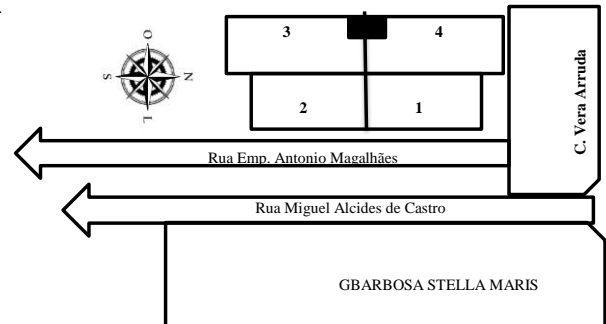 3
4
O
S
N
L
2
1
C. Vera Arruda
Rua Emp. Antonio Magalhães
Rua Miguel Alcides de Castro
GBARBOSA STELLA MARIS